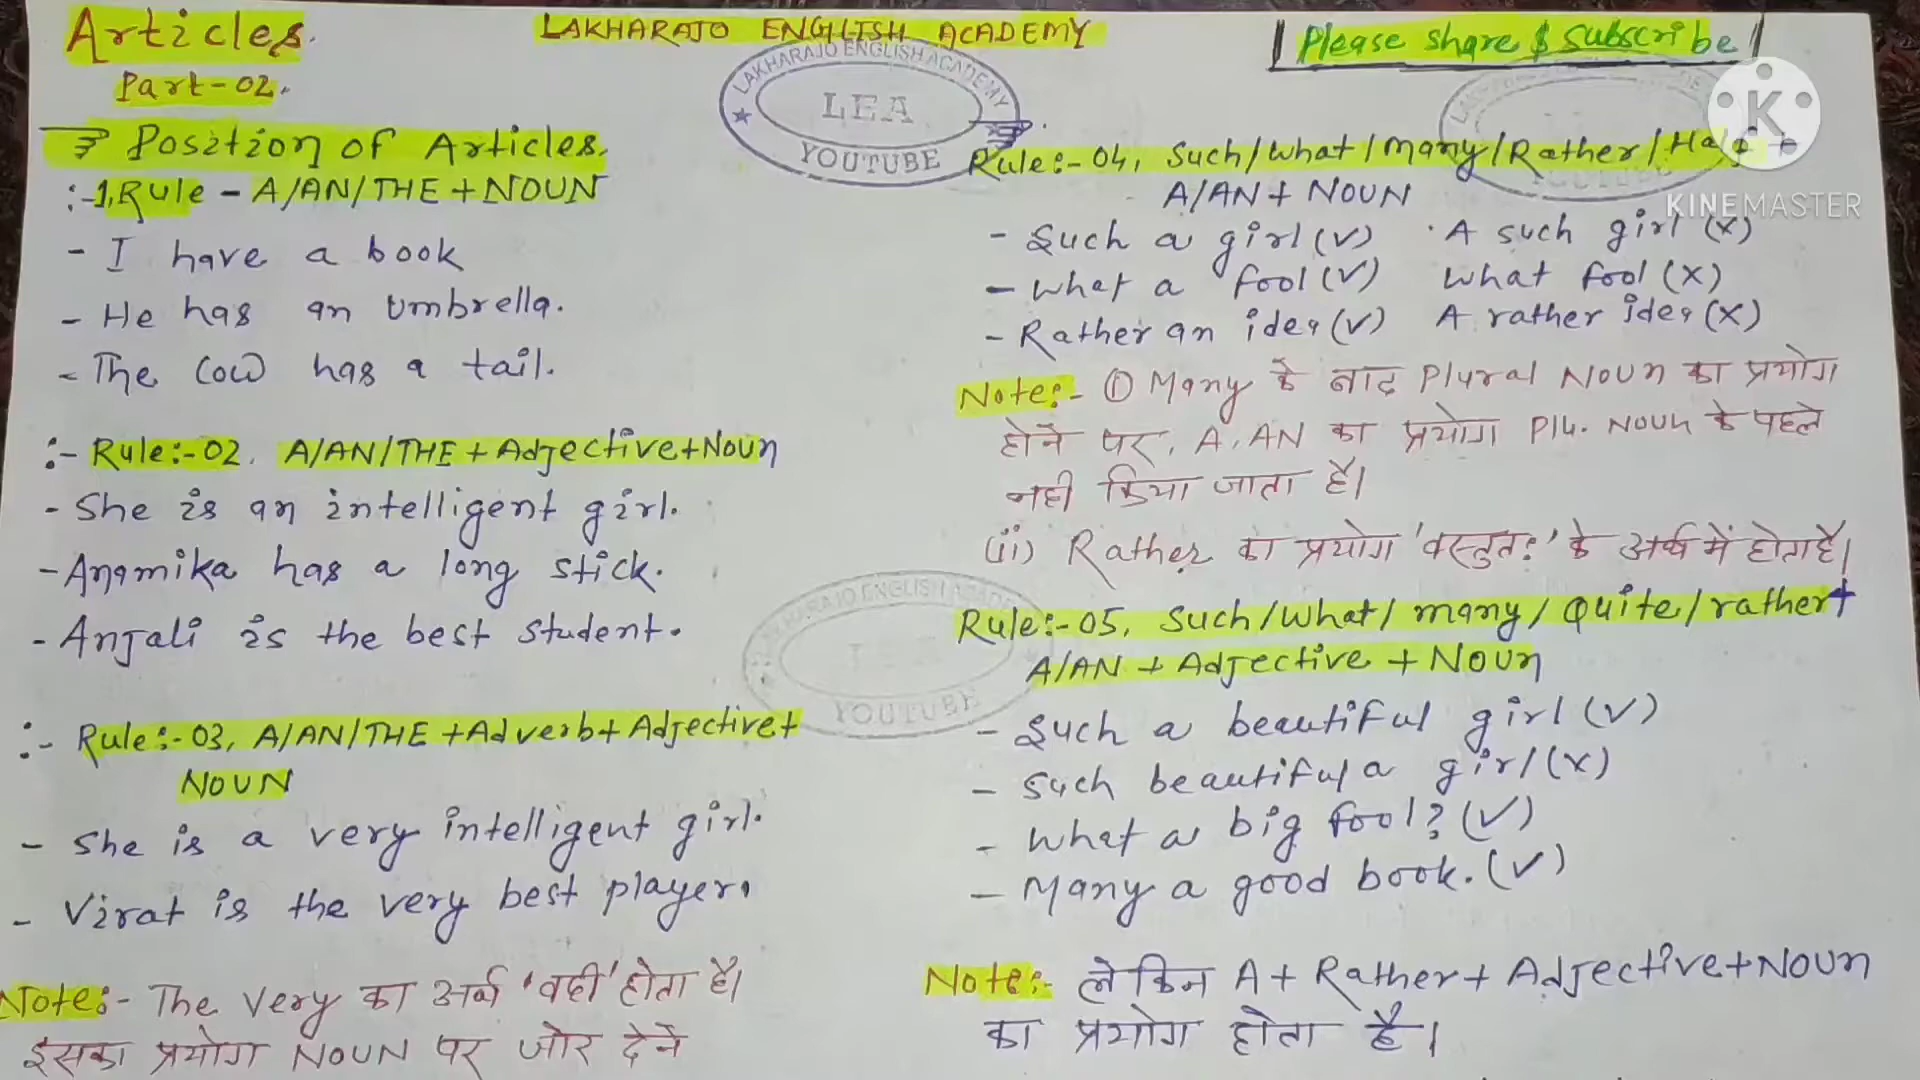 Articles.
Part-02.
LAKHARAJO ENGLISH ACADEMY
Please share & subscribe
LAKHARAJO ENGLISH ACADEMY
LEA
YOUTUBE
K
KINEMASTER
Position of Articles.
:-1, Rule - A/AN/THE + NOUN
- I have a book
- He has an umbrella.
- The cow has a tail.
:- Rule:-02. A/AN/THE + Adjective+Noun
- She is an intelligent girl.
- Anamika has a long stick.
- Anjali is the best student.
:- Rule:-03, A/AN/THE +Adverb+Adjective+
NOUN
- She is a very intelligent girl.
- Virat is the very best player.
Note:- The very का अर्थ 'वही' होता है।
इसका प्रयोग NOUN पर जोर देने
Rule:-04, Such/what/many/Rather/Half +
A/AN + NOUN
- Such a girl (✓) A such girl (x)
- What a fool (✓) What fool (x)
- Rather an idea (✓) A rather idea (x)
Note:- ① Many के बाद Plural Noun का प्रयोग
होने पर, A, AN का प्रयोग Plu. Noun के पहले
नही किया जाता है।
(ii) Rather का प्रयोग 'वस्तुतः' के अर्थ में होता है।
Rule:-05, Such/what/many/Quite/rather+
A/AN + Adjective + Noun
- Such a beautiful girl (✓)
- Such beautiful a girl (x)
- What a big fool? (✓)
- Many a good book. (✓)
Note:- लेकिन A+ Rather+ Adjective+Noun
का प्रयोग होता है।
YOUTUBE